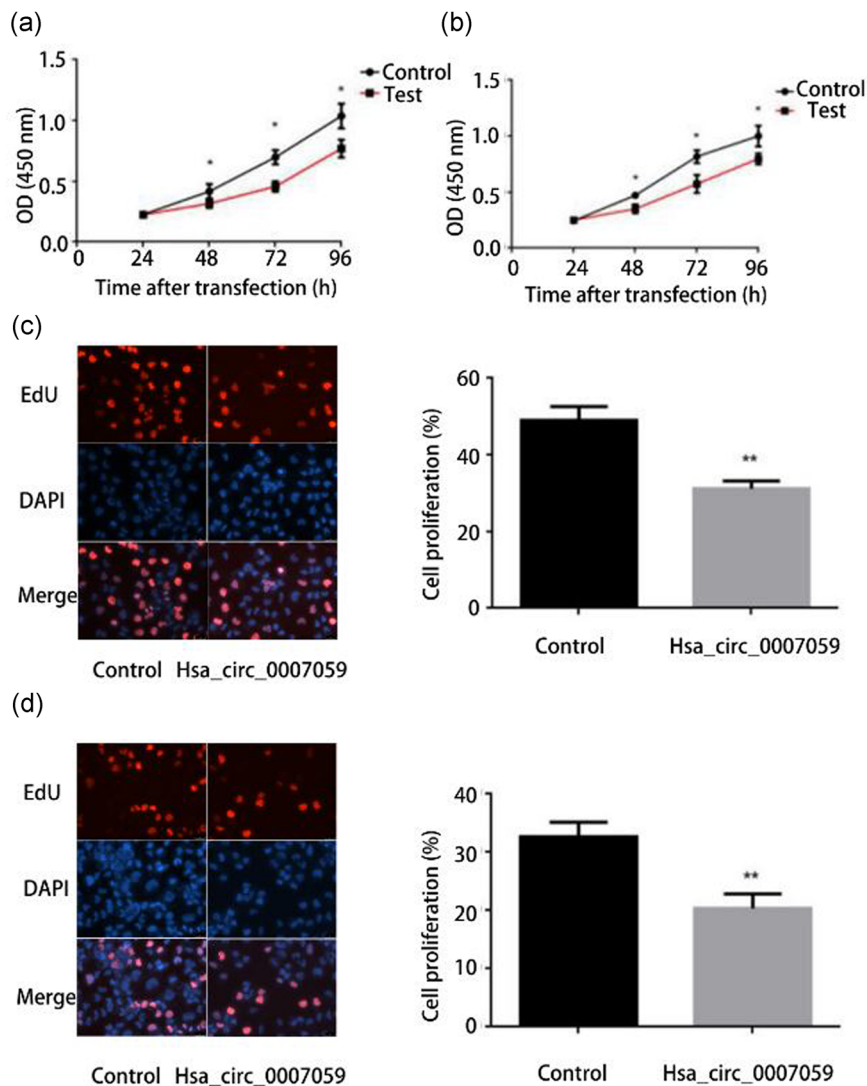 (a)
1.5
1.0
0.5
0.0
OD (450 nm)
*
*
*
Control
Test
0
24
48
72
96
Time after transfection (h)
(b)
1.5
1.0
0.5
0.0
OD (450 nm)
*
*
*
Control
Test
0
24
48
72
96
Time after transfection (h)
(c)
EdU
DAPI
Merge
Control Hsa_circ_0007059
60
40
20
0
Cell proliferation (%)
**
Control
Hsa_circ_0007059
(d)
EdU
DAPI
Merge
Control Hsa_circ_0007059
40
30
20
10
0
Cell proliferation (%)
**
Control
Hsa_circ_0007059